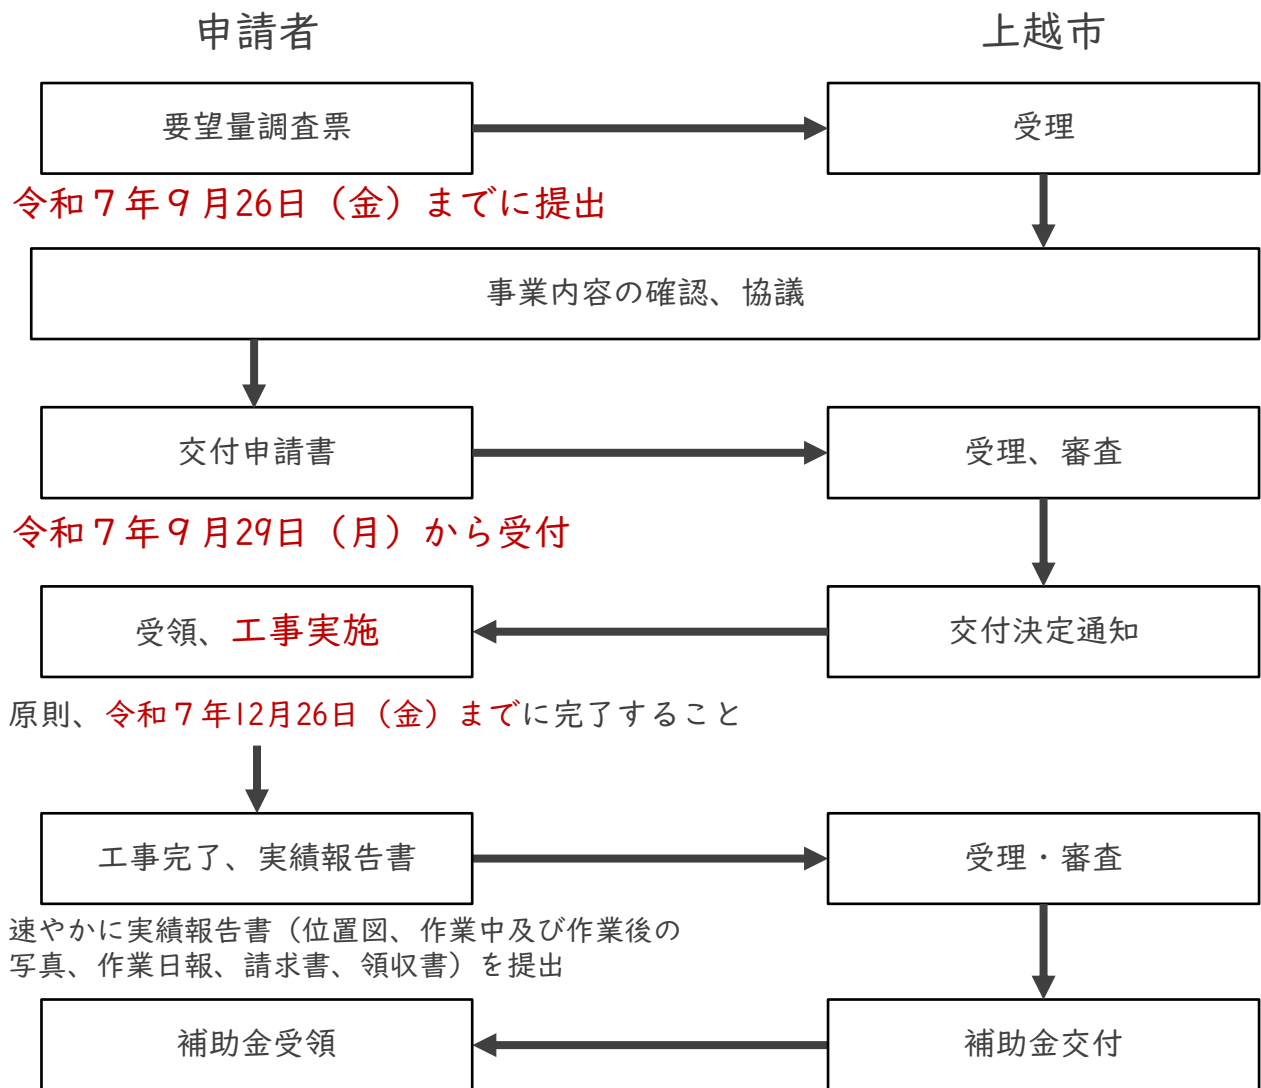 申請者
上越市
要望量調査票
受理
令和７年９月26日（金）までに提出
事業内容の確認、協議
交付申請書
受理、審査
令和７年９月29日（月）から受付
受領、工事実施
交付決定通知
原則、令和７年12月26日（金）までに完了すること
工事完了、実績報告書
受理・審査
速やかに実績報告書（位置図、作業中及び作業後の
写真、作業日報、請求書、領収書）を提出
補助金受領
補助金交付